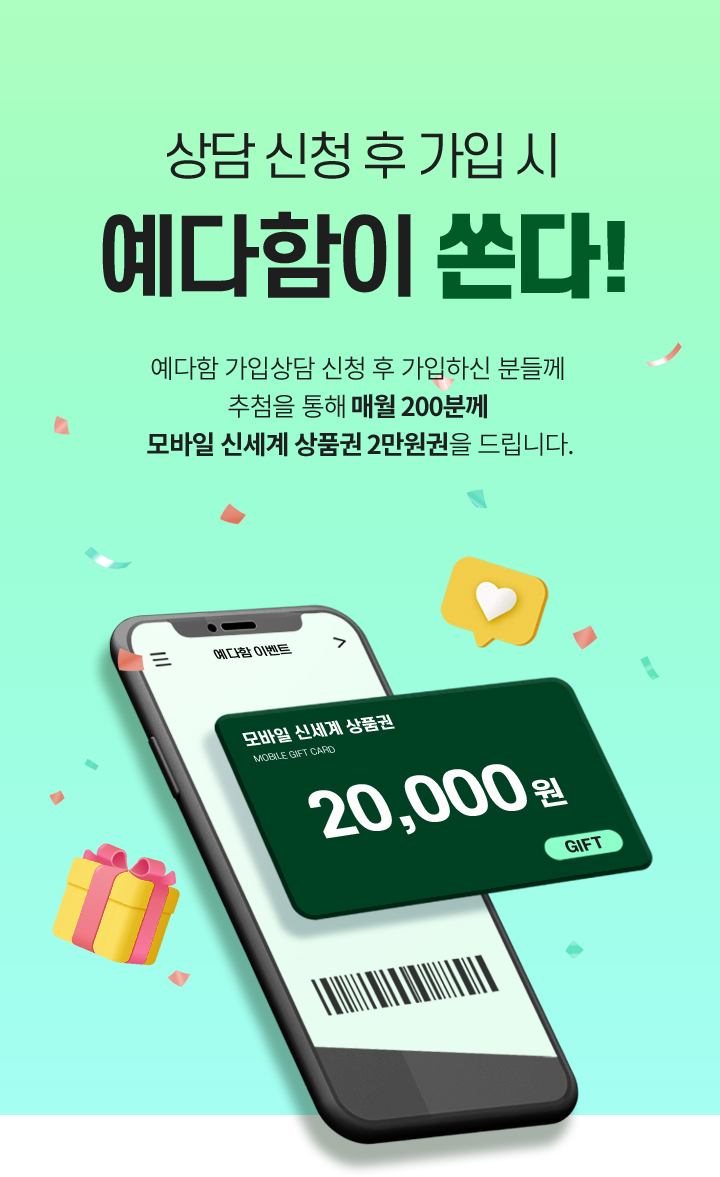 상담 신청 후 가입 시
예다함이 쏜다!
예다함 가입상담 신청 후 가입하신 분들께
추첨을 통해 매월 200분께
모바일 신세계 상품권 2만원권을 드립니다.
예다함 이벤트
모바일 신세계 상품권
MOBILE GIFT CARD
20,000원
GIFT